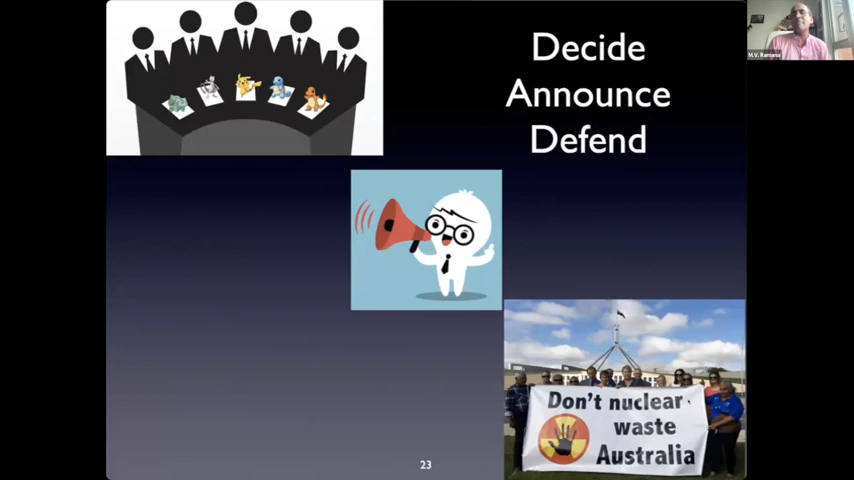 Decide
Announce
Defend
M.V. Ramana
Don't nuclear
waste
Australia
23